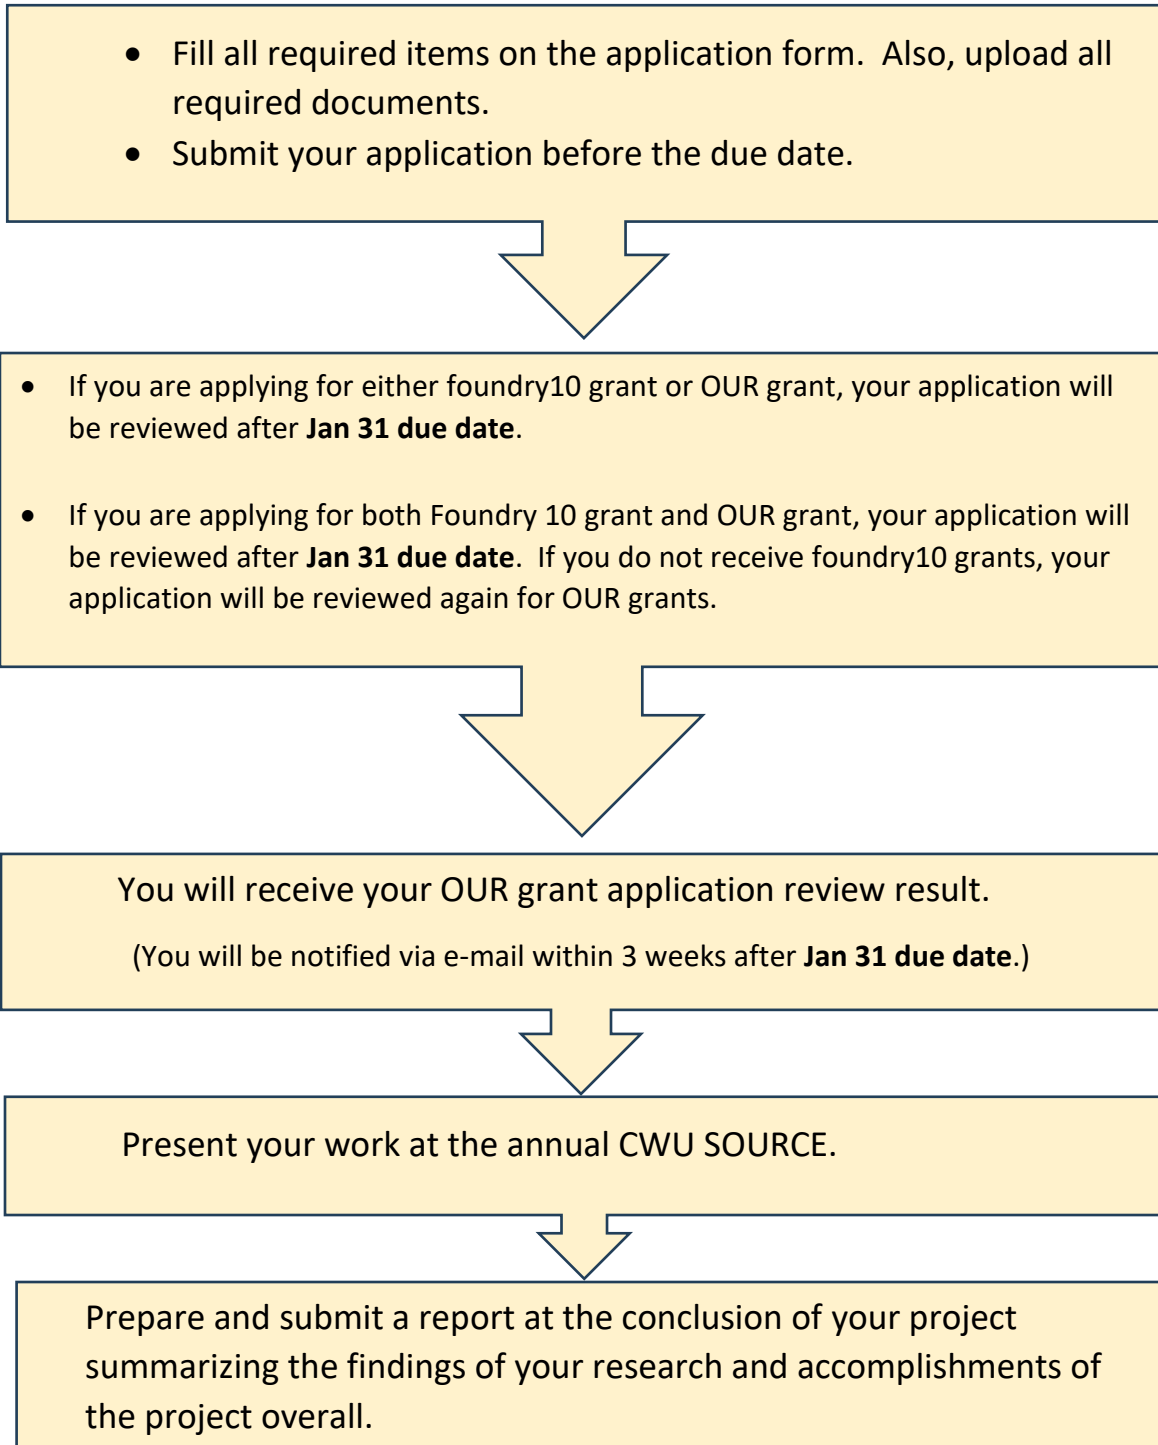 • Fill all required items on the application form.  Also, upload all
required documents.
• Submit your application before the due date.
• If you are applying for either foundry10 grant or OUR grant, your application will
be reviewed after Jan 31 due date.
• If you are applying for both Foundry 10 grant and OUR grant, your application will
be reviewed after Jan 31 due date.  If you do not receive foundry10 grants, your
application will be reviewed again for OUR grants.
You will receive your OUR grant application review result.
(You will be notified via e-mail within 3 weeks after Jan 31 due date.)
Present your work at the annual CWU SOURCE.
Prepare and submit a report at the conclusion of your project
summarizing the findings of your research and accomplishments of
the project overall.